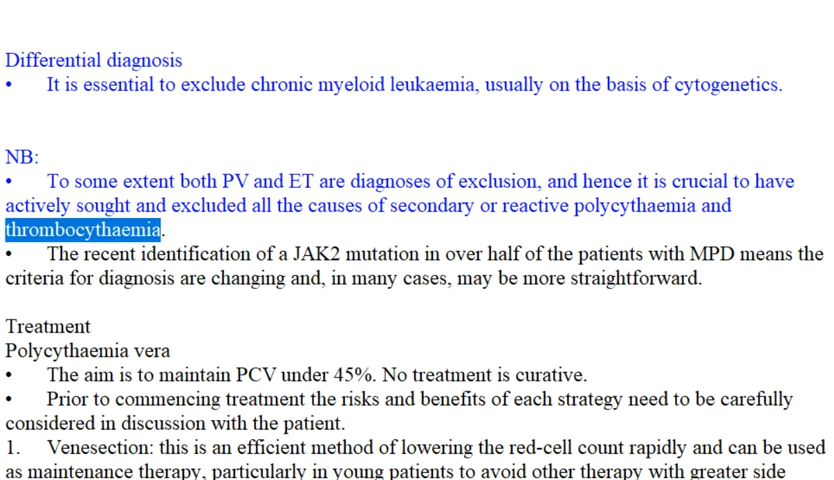 Differential diagnosis
• It is essential to exclude chronic myeloid leukaemia, usually on the basis of cytogenetics.
NB:
• To some extent both PV and ET are diagnoses of exclusion, and hence it is crucial to have
actively sought and excluded all the causes of secondary or reactive polycythaemia and
thrombocythaemia.
• The recent identification of a JAK2 mutation in over half of the patients with MPD means the
criteria for diagnosis are changing and, in many cases, may be more straightforward.
Treatment
Polycythaemia vera
• The aim is to maintain PCV under 45%. No treatment is curative.
• Prior to commencing treatment the risks and benefits of each strategy need to be carefully
considered in discussion with the patient.
1. Venesection: this is an efficient method of lowering the red-cell count rapidly and can be used
as maintenance therapy, particularly in young patients to avoid other therapy with greater side